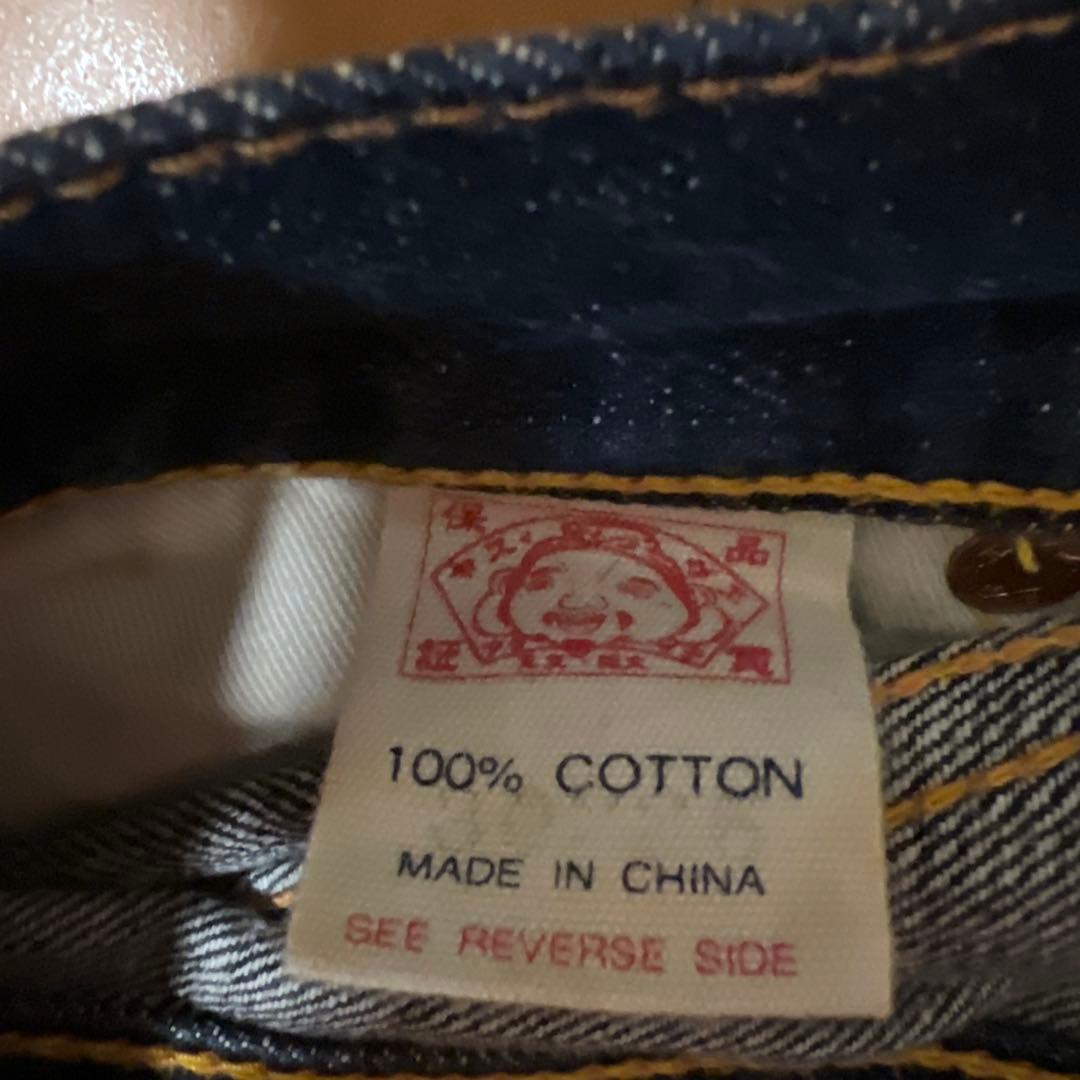 保 品
証 質
100% COTTON
MADE IN CHINA
SEE REVERSE SIDE